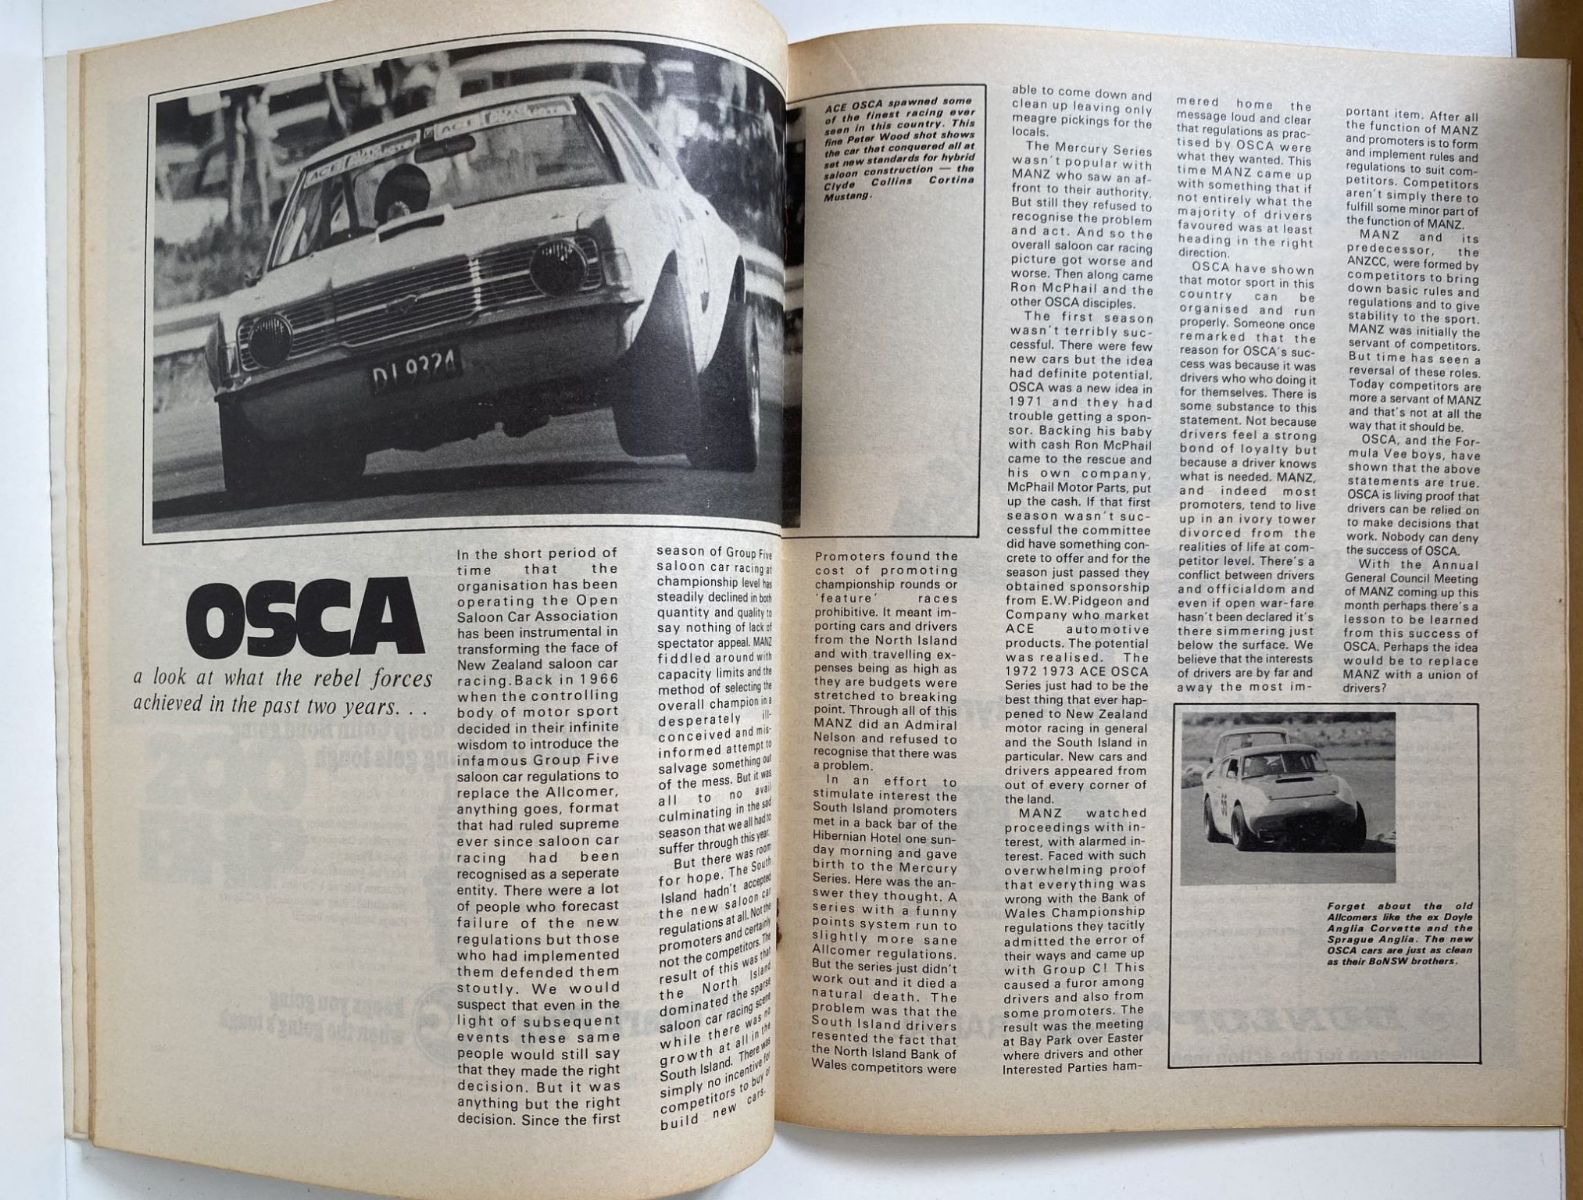 ACE
ACE
DI 9324
OSCA
a look at what the rebel forces
achieved in the past two years. . .
In the short period of
time that the
organisation has been
operating the Open
Saloon Car Association
has been instrumental in
transforming the face of
New Zealand saloon car
racing. Back in 1966
when the controlling
body of motor sport
decided in their infinite
wisdom to introduce the
infamous Group Five
saloon car regulations to
replace the Allcomer,
anything goes, format
that had ruled supreme
ever since saloon car
racing had been
recognised as a seperate
entity. There were a lot
of people who forecast
failure of the new
regulations but those
who had implemented
them defended them
stoutly. We would
suspect that even in the
light of subsequent
events these same
people would still say
that they made the right
decision. But it was
anything but the right
decision. Since the first
season of Group Five
saloon car racing at
championship level has
steadily declined in both
quantity and quality to
say nothing of lack of
spectator appeal. MANZ
fiddled around with
capacity limits and the
method of selecting the
overall champion in a
desperately ill-
conceived and mis-
informed attempt to
salvage something out
of the mess. But it was
all to no avail
culminating in the sad
season that we all had to
suffer through this year.
But there was room
for hope. The South
Island hadn't accepted
the new saloon car
regulations at all. Not the
promoters and certainly
not the competitors. The
result of this was that
the North Island
dominated the sparse
saloon car racing scene
while there was no
growth at all in the
South Island. There was
simply no incentive for
competitors to buy or
build new cars.
ACE OSCA spawned some
of the finest racing ever
seen in this country. This
fine Peter Wood shot shows
the car that conquered all at
set new standards for hybrid
saloon construction — the
Clyde Collins Cortina
Mustang.
Promoters found the
cost of promoting
championship rounds or
'feature' races
prohibitive. It meant im-
porting cars and drivers
from the North Island
and with travelling ex-
penses being as high as
they are budgets were
stretched to breaking
point. Through all of this
MANZ did an Admiral
Nelson and refused to
recognise that there was
a problem.
In an effort to
stimulate interest the
South Island promoters
met in a back bar of the
Hibernian Hotel one sun-
day morning and gave
birth to the Mercury
Series. Here was the an-
swer they thought. A
series with a funny
points system run to
slightly more sane
Allcomer regulations.
But the series just didn't
work out and it died a
natural death. The
problem was that the
South Island drivers
resented the fact that
the North Island Bank of
Wales competitors were
able to come down and
clean up leaving only
meagre pickings for the
locals.
The Mercury Series
wasn't popular with
MANZ who saw an af-
front to their authority.
But still they refused to
recognise the problem
and act. And so the
overall saloon car racing
picture got worse and
worse. Then along came
Ron McPhail and the
other OSCA disciples.
The first season
wasn't terribly suc-
cessful. There were few
new cars but the idea
had definite potential.
OSCA was a new idea in
1971 and they had
trouble getting a spon-
sor. Backing his baby
with cash Ron McPhail
came to the rescue and
his own company,
McPhail Motor Parts, put
up the cash. If that first
season wasn't suc-
cessful the committee
did have something con-
crete to offer and for the
season just passed they
obtained sponsorship
from E.W.Pidgeon and
Company who market
ACE automotive
products. The potential
was realised. The
1972 1973 ACE OSCA
Series just had to be the
best thing that ever hap-
pened to New Zealand
motor racing in general
and the South Island in
particular. New cars and
drivers appeared from
out of every corner of
the land.
MANZ watched
proceedings with in-
terest, with alarmed in-
terest. Faced with such
overwhelming proof
that everything was
wrong with the Bank of
Wales Championship
regulations they tacitly
admitted the error of
their ways and came up
with Group C! This
caused a furor among
drivers and also from
some promoters. The
result was the meeting
at Bay Park over Easter
where drivers and other
Interested Parties ham-
mered home the
message loud and clear
that regulations as prac-
tised by OSCA were
what they wanted. This
time MANZ came up
with something that if
not entirely what the
majority of drivers
favoured was at least
heading in the right
direction.
OSCA have shown
that motor sport in this
country can be
organised and run
properly. Someone once
remarked that the
reason for OSCA's suc-
cess was because it was
drivers who who doing it
for themselves. There is
some substance to this
statement. Not because
drivers feel a strong
bond of loyalty but
because a driver knows
what is needed. MANZ,
and indeed most
promoters, tend to live
up in an ivory tower
divorced from the
realities of life at com-
petitor level. There's a
conflict between drivers
and officialdom and
even if open war-fare
hasn't been declared it's
there simmering just
below the surface. We
believe that the interests
of drivers are by far and
away the most im-
portant item. After all
the function of MANZ
and promoters is to form
and implement rules and
regulations to suit com-
petitors. Competitors
aren't simply there to
fulfill some minor part of
the function of MANZ.
MANZ and its
predecessor, the
ANZCC, were formed by
competitors to bring
down basic rules and
regulations and to give
stability to the sport.
MANZ was initially the
servant of competitors.
But time has seen a
reversal of these roles.
Today competitors are
more a servant of MANZ
and that's not at all the
way that it should be.
OSCA, and the For-
mula Vee boys, have
shown that the above
statements are true.
OSCA is living proof that
drivers can be relied on
to make decisions that
work. Nobody can deny
the success of OSCA.
With the Annual
General Council Meeting
of MANZ coming up this
month perhaps there's a
lesson to be learned
from this success of
OSCA. Perhaps the idea
would be to replace
MANZ with a union of
drivers?
Forget about the old
Allcomers like the ex Doyle
Anglia Corvette and the
Sprague Anglia. The new
OSCA cars are just as clean
as their BoNSW brothers.